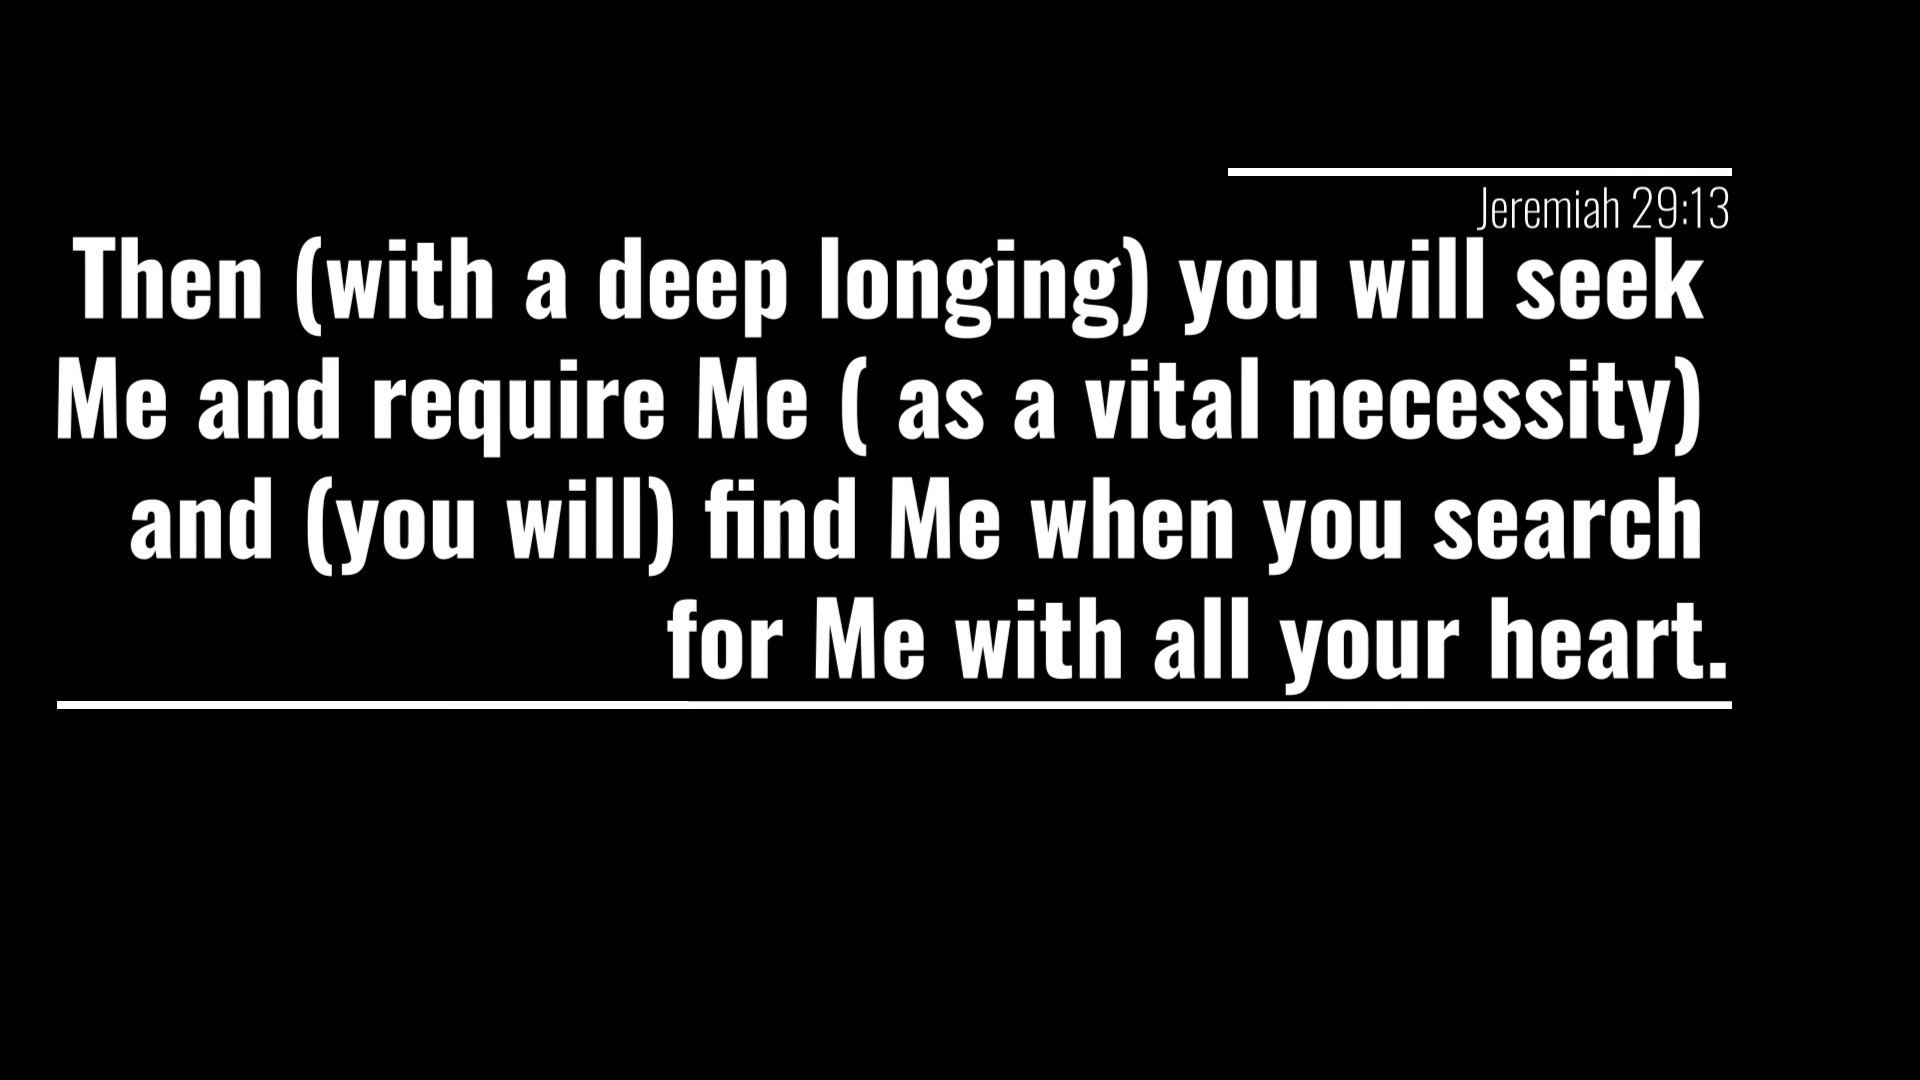 Jeremiah 29:13
Then (with a deep longing) you will seek
Me and require Me ( as a vital necessity)
and (you will) find Me when you search
for Me with all your heart.